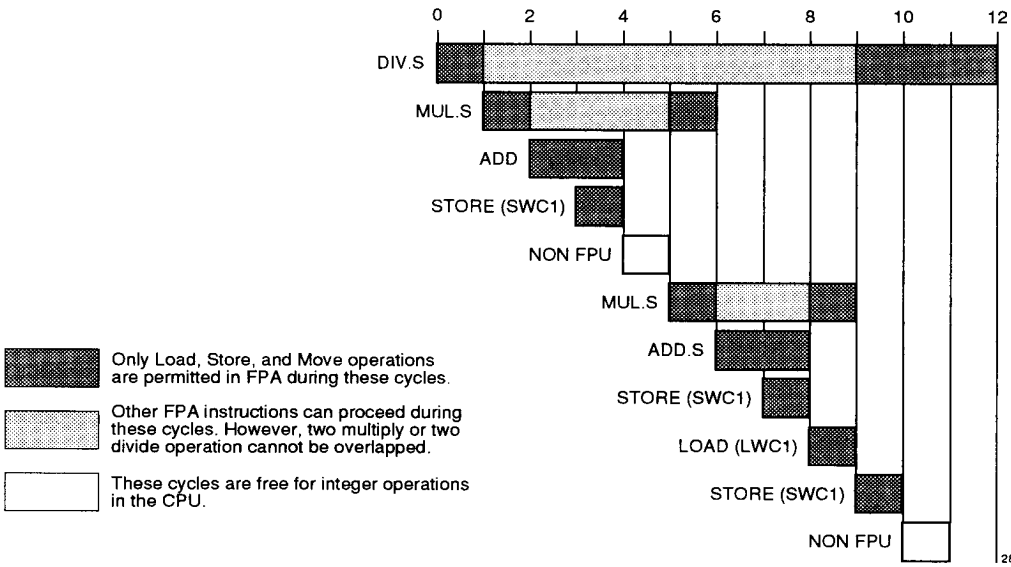 0 2 4 6 8 10 12
DIV.S
MUL.S
ADD
STORE (SWC1)
NON FPU
MUL.S
ADD.S
STORE (SWC1)
LOAD (LWC1)
STORE (SWC1)
NON FPU
Only Load, Store, and Move operations
are permitted in FPA during these cycles.
Other FPA instructions can proceed during
these cycles. However, two multiply or two
divide operation cannot be overlapped.
These cycles are free for integer operations
in the CPU.